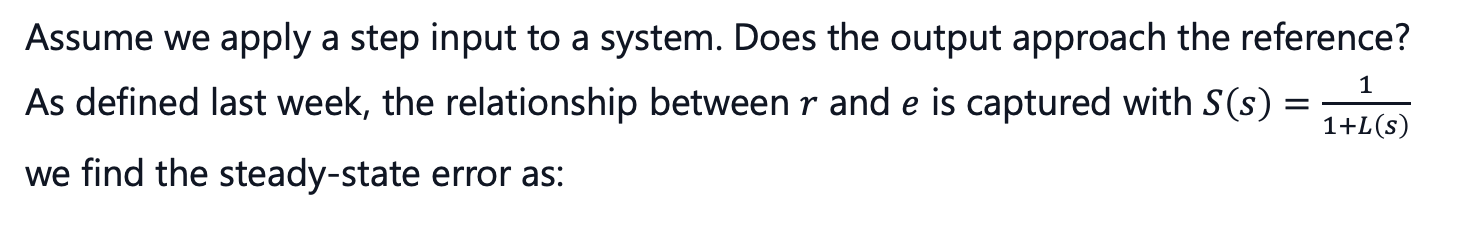 Assume we apply a step input to a system. Does the output approach the reference?
As defined last week, the relationship between r and e is captured with S(s) = 1/(1+L(s))
we find the steady-state error as: